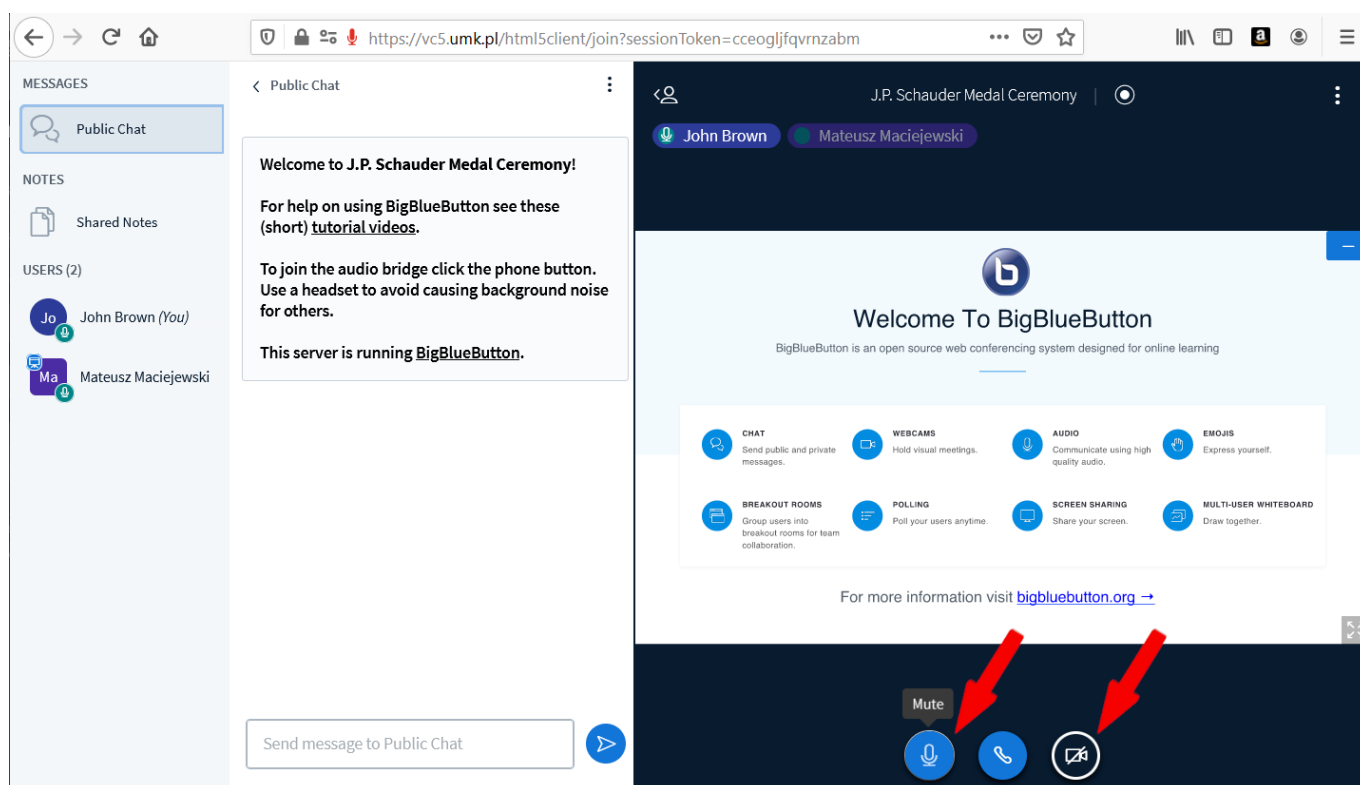 https://vc5.umk.pl/html5client/join?sessionToken=cceogljfqvrnzabm
MESSAGES
Public Chat
NOTES
Shared Notes
USERS (2)
Jo
John Brown (You)
Ma
Mateusz Maciejewski
Public Chat
Welcome to J.P. Schauder Medal Ceremony!
For help on using BigBlueButton see these
(short) tutorial videos.
To join the audio bridge click the phone button.
Use a headset to avoid causing background noise
for others.
This server is running BigBlueButton.
Send message to Public Chat
J.P. Schauder Medal Ceremony
John Brown
Mateusz Maciejewski
Welcome To BigBlueButton
BigBlueButton is an open source web conferencing system designed for online learning
CHAT
Send public and private
messages.
WEBCAMS
Hold visual meetings.
AUDIO
Communicate using high
quality audio.
EMOJIS
Express yourself.
BREAKOUT ROOMS
Group users into
breakout rooms for team
collaboration.
POLLING
Poll your users anytime.
SCREEN SHARING
Share your screen.
MULTI-USER WHITEBOARD
Draw together.
For more information visit bigbluebutton.org →
Mute